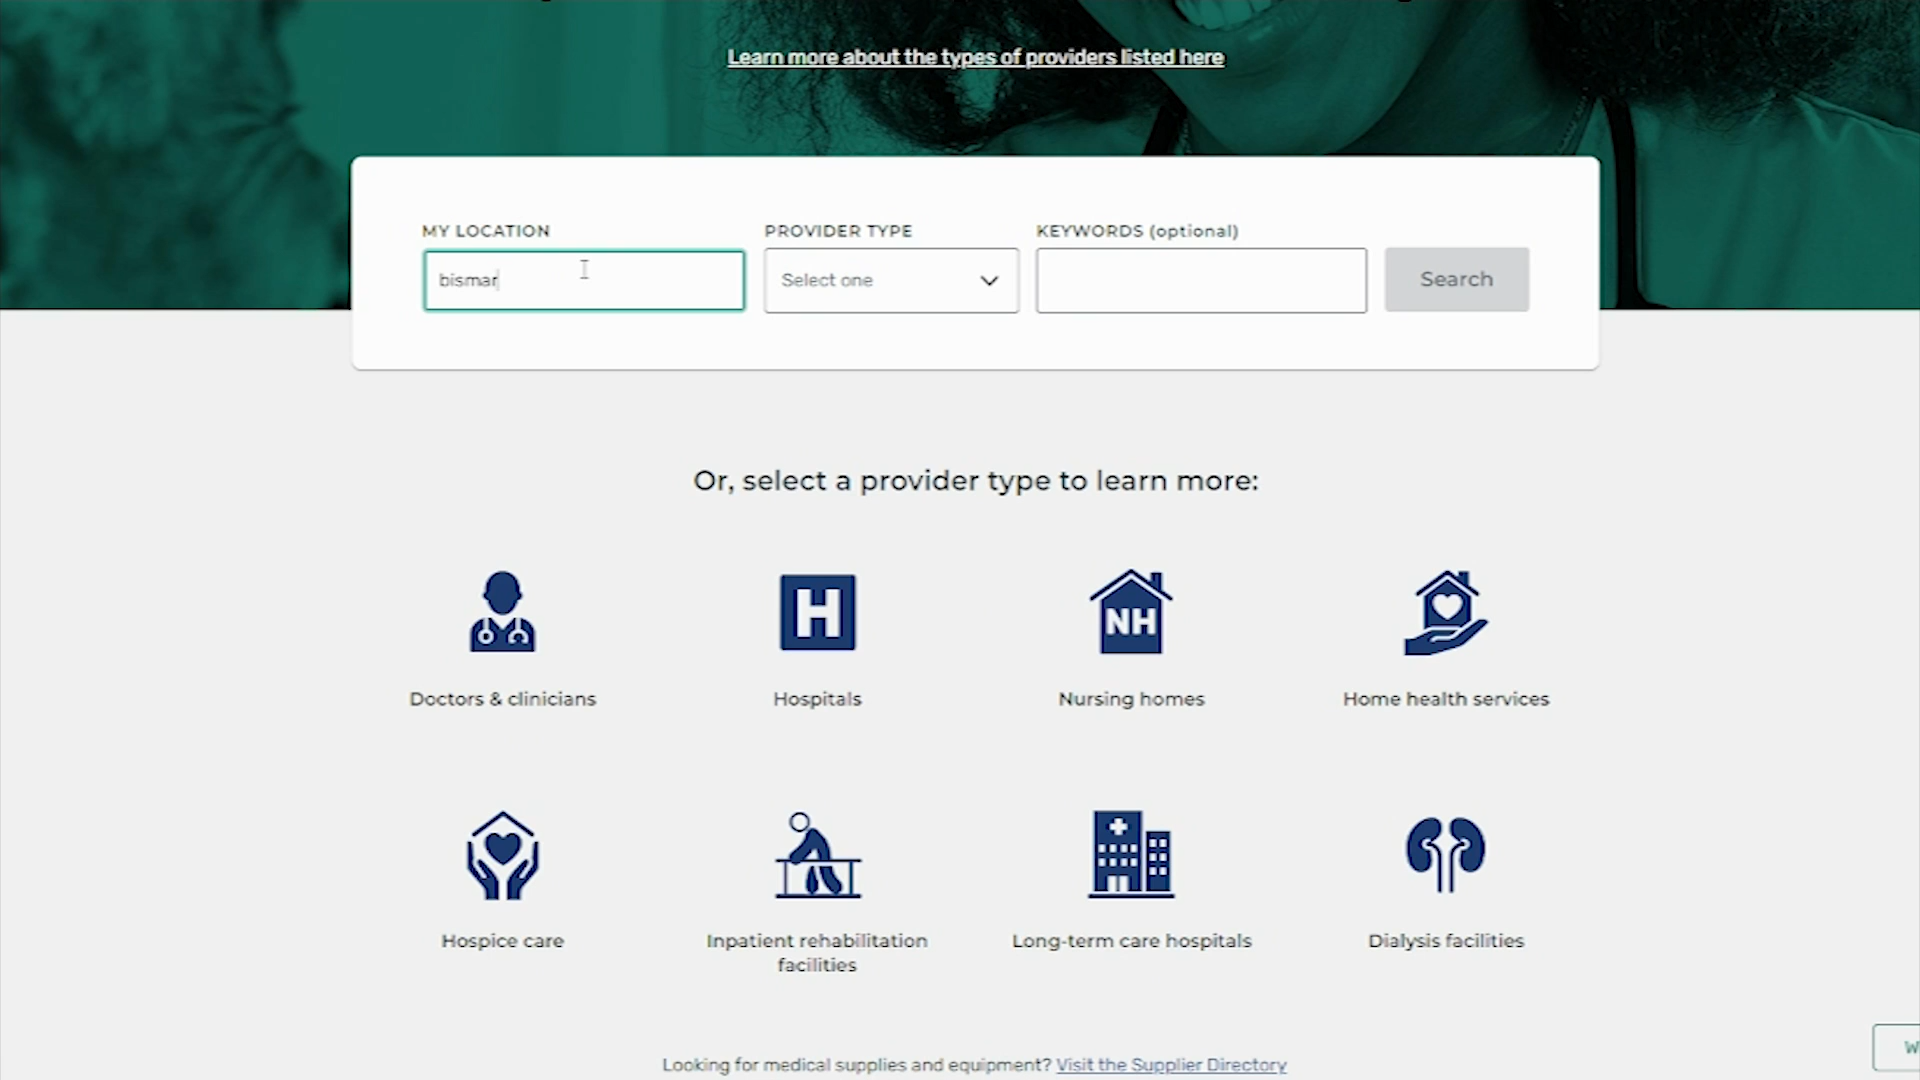 Learn more about the types of providers listed here
MY LOCATION
PROVIDER TYPE
KEYWORDS (optional)
bismar
Select one
Search
Or, select a provider type to learn more:
H
NH
Doctors & clinicians
Hospitals
Nursing homes
Home health services
Hospice care
Inpatient rehabilitation
facilities
Long-term care hospitals
Dialysis facilities
W
Looking for medical supplies and equipment? Visit the Supplier Directory